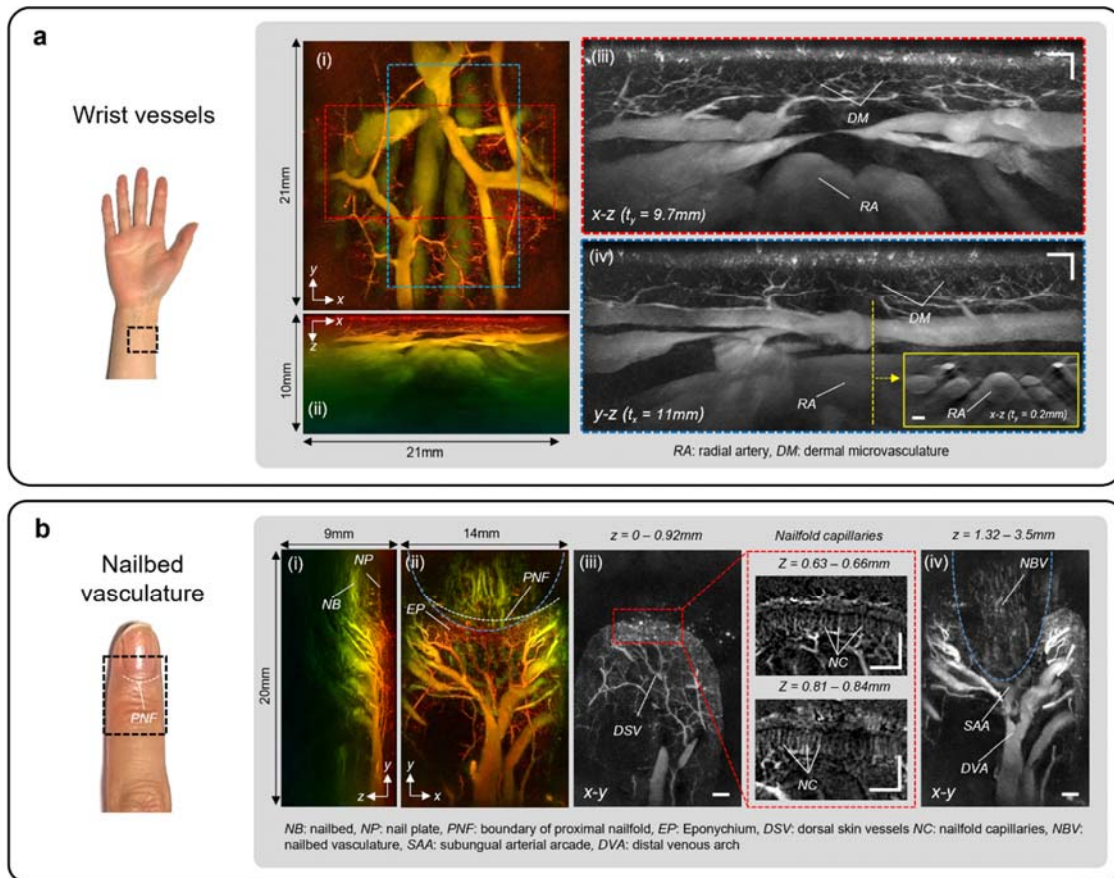 a
Wrist vessels
(i)
21mm
y
x
x
z
10mm
(ii)
21mm
(iii)
DM
RA
x-z (ty = 9.7mm)
(iv)
DM
RA
y-z (tx = 11mm)
RA
x-z (ty = 0.2mm)
RA: radial artery, DM: dermal microvasculature
b
Nailbed
vasculature
PNF
9mm
14mm
z = 0 – 0.92mm
Nailfold capillaries
z = 1.32 – 3.5mm
20mm
(i)
NP
NB
z
y
(ii)
PNF
EP
y
x
(iii)
DSV
x-y
Z = 0.63 – 0.66mm
NC
Z = 0.81 – 0.84mm
NC
(iv)
NBV
SAA
DVA
x-y
NB: nailbed, NP: nail plate, PNF: boundary of proximal nailfold, EP: Eponychium, DSV: dorsal skin vessels NC: nailfold capillaries, NBV:
nailbed vasculature, SAA: subungual arterial arcade, DVA: distal venous arch